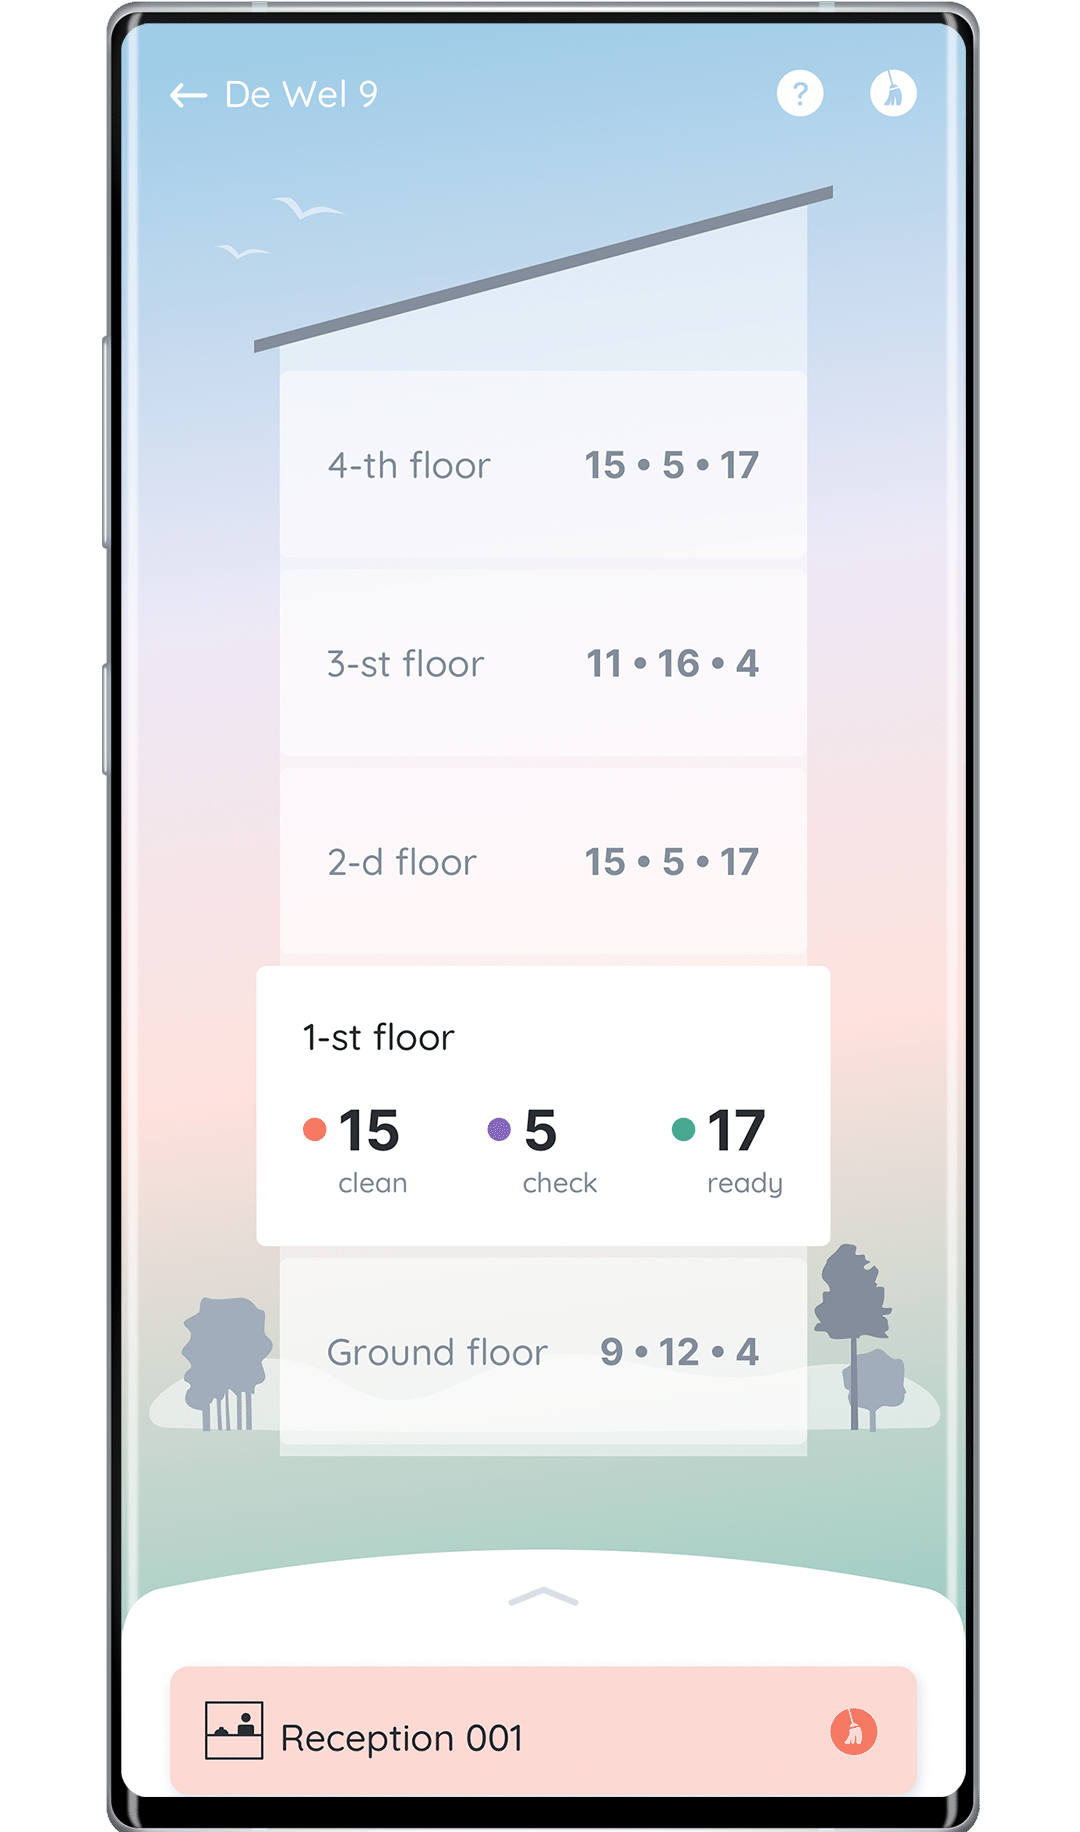 De Wel 9
?
4-th floor 15 • 5 • 17
3-st floor 11 • 16 • 4
2-d floor 15 • 5 • 17
1-st floor
15 5 17
clean check ready
Ground floor 9 • 12 • 4
Reception 001